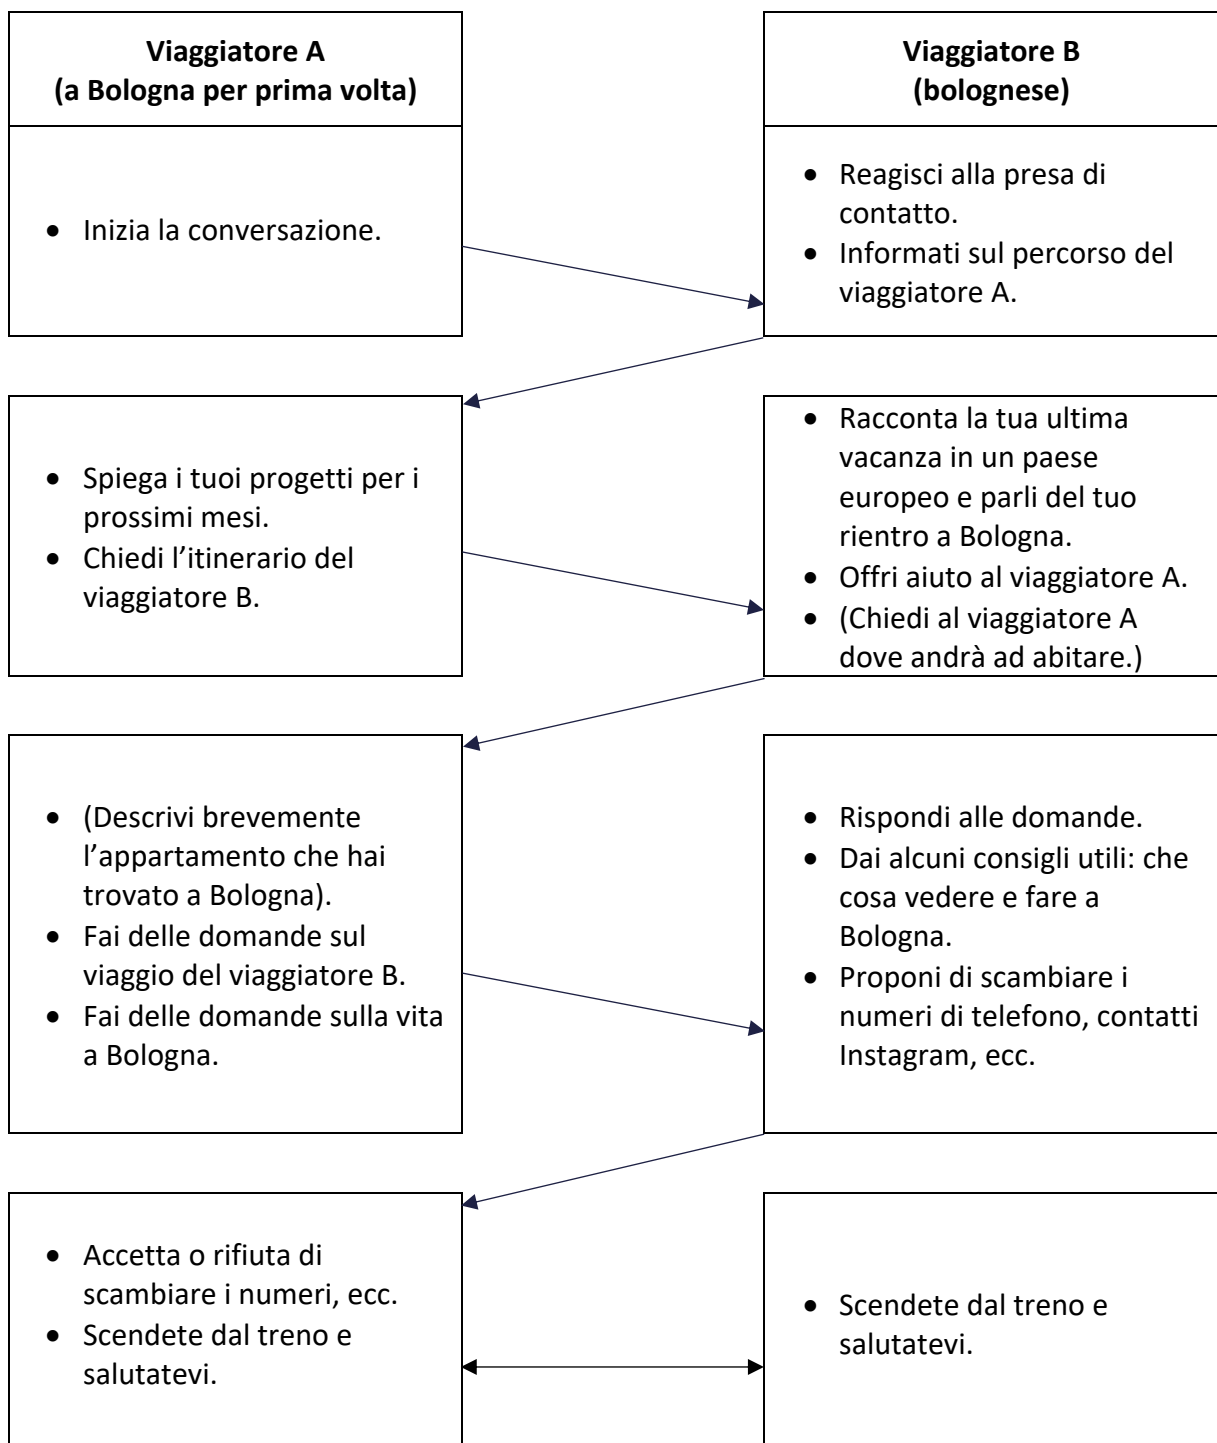 Viaggiatore A
(a Bologna per prima volta)
Viaggiatore B
(bolognese)
• Inizia la conversazione.
• Reagisci alla presa di
contatto.
• Informati sul percorso del
viaggiatore A.
• Spiega i tuoi progetti per i
prossimi mesi.
• Chiedi l’itinerario del
viaggiatore B.
• Racconta la tua ultima
vacanza in un paese
europeo e parli del tuo
rientro a Bologna.
• Offri aiuto al viaggiatore A.
• (Chiedi al viaggiatore A
dove andrà ad abitare.)
• (Descrivi brevemente
l’appartamento che hai
trovato a Bologna).
• Fai delle domande sul
viaggio del viaggiatore B.
• Fai delle domande sulla vita
a Bologna.
• Rispondi alle domande.
• Dai alcuni consigli utili: che
cosa vedere e fare a
Bologna.
• Proponi di scambiare i
numeri di telefono, contatti
Instagram, ecc.
• Accetta o rifiuta di
scambiare i numeri, ecc.
• Scendete dal treno e
salutatevi.
• Scendete dal treno e
salutatevi.